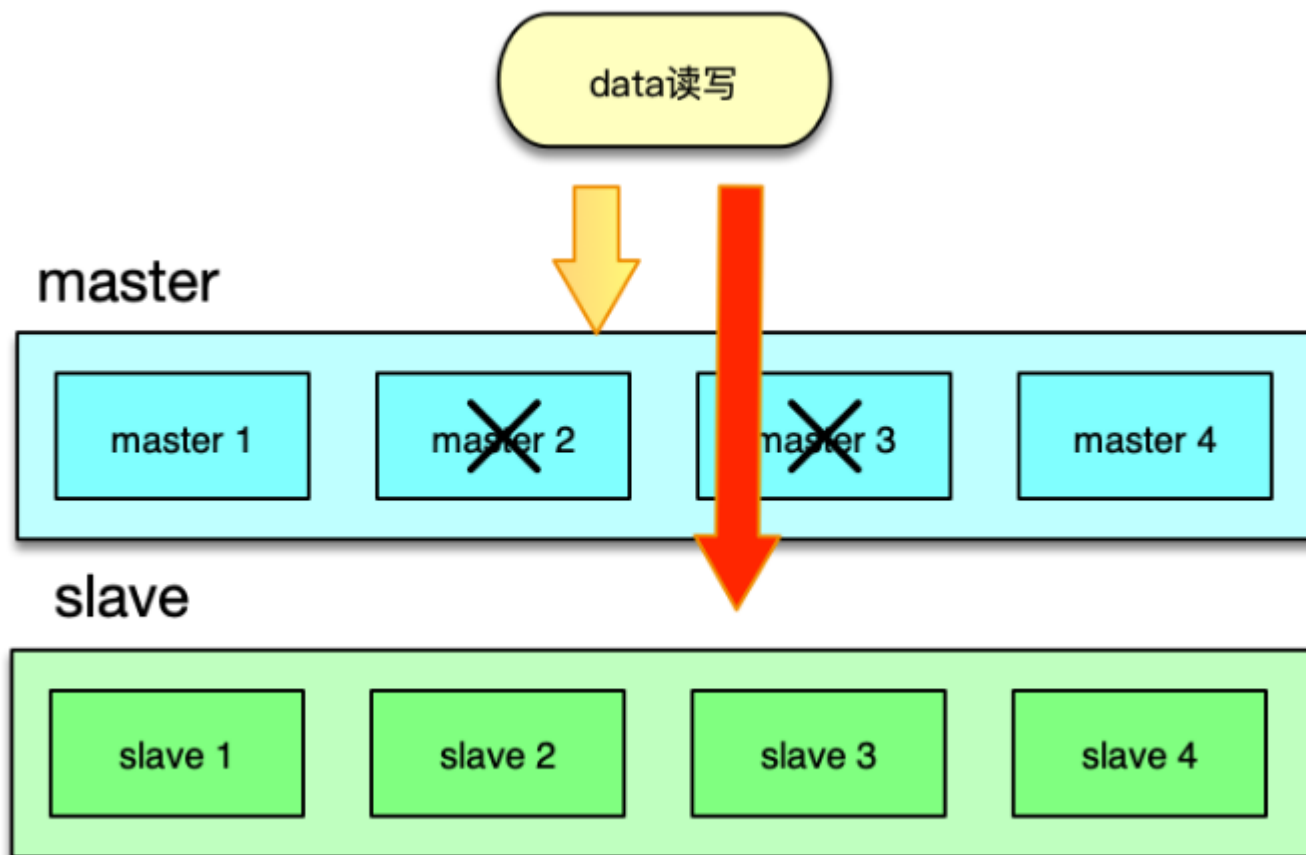 data读写
master
master 1
master 2
master 3
master 4
slave
slave 1
slave 2
slave 3
slave 4